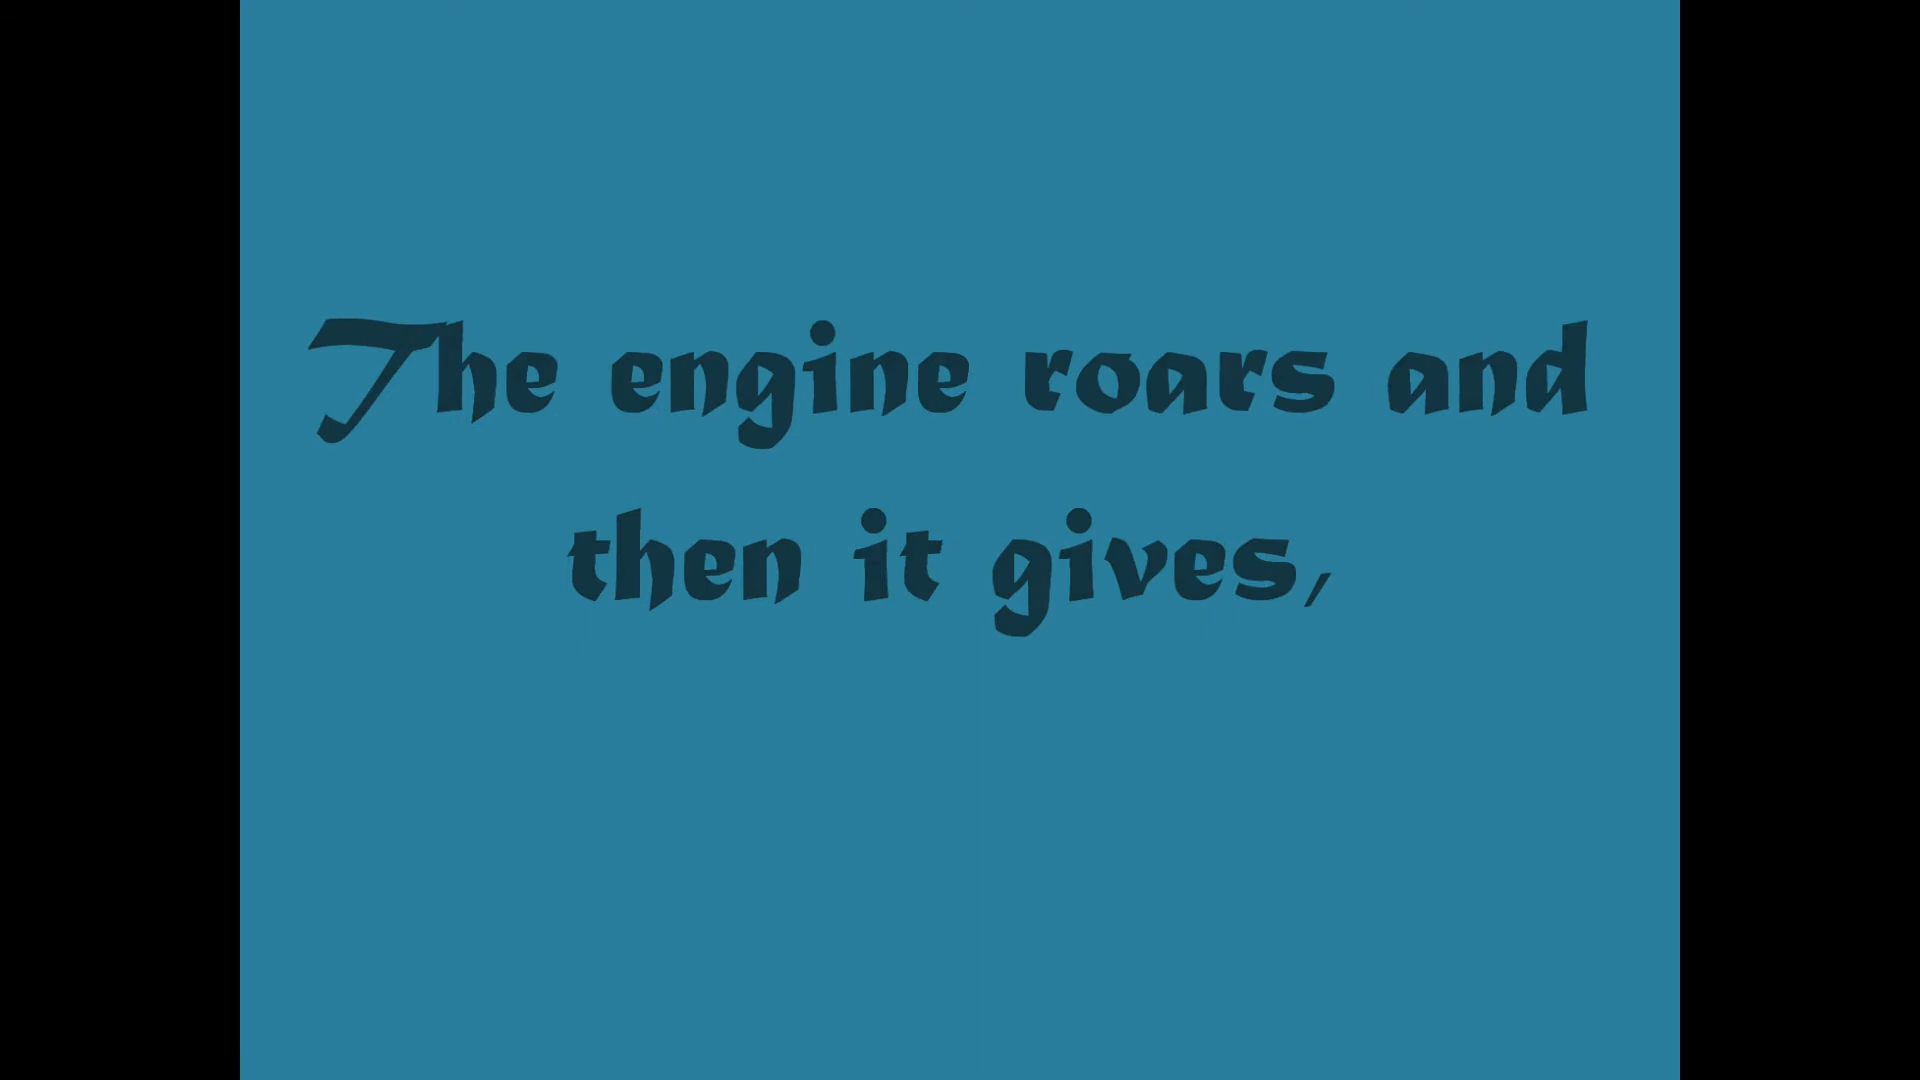 The engine roars and
then it gives,